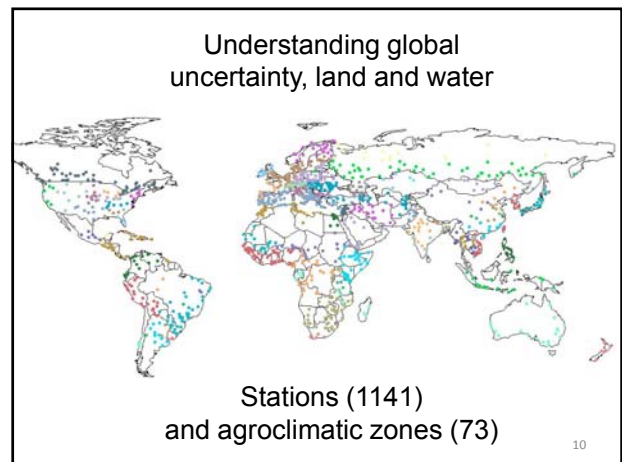 Understanding global
uncertainty, land and water
Stations (1141)
and agroclimatic zones (73)
10